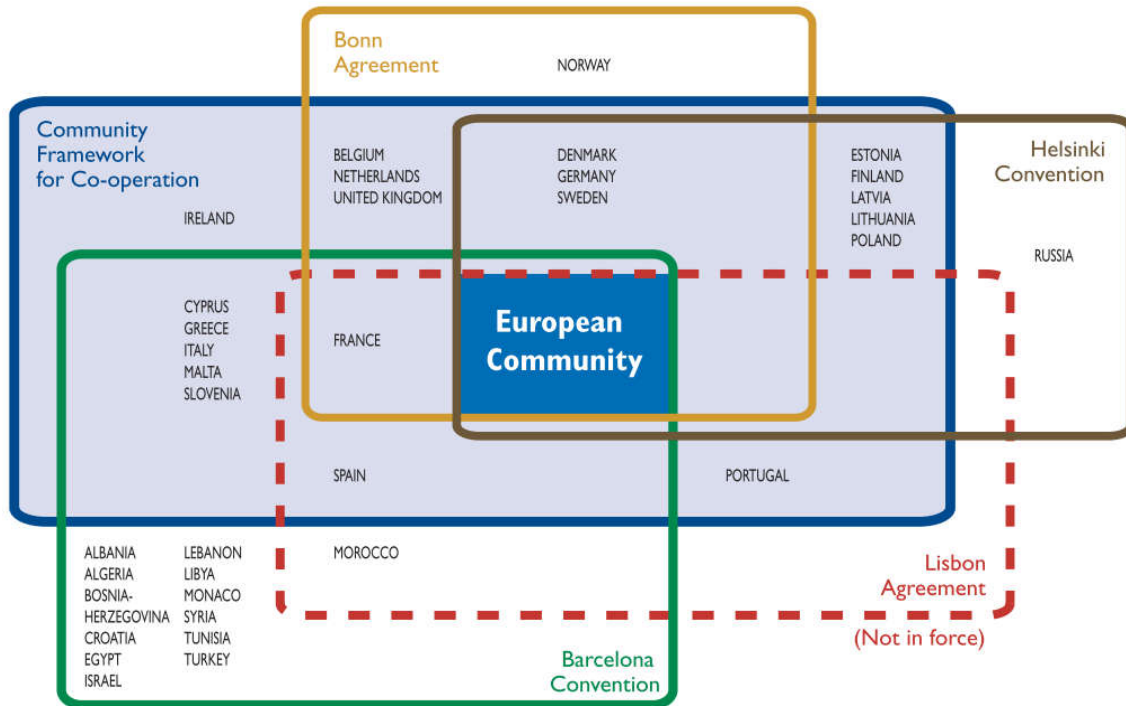 Bonn
Agreement
NORWAY
Community
Framework
for Co-operation
BELGIUM
NETHERLANDS
UNITED KINGDOM
DENMARK
GERMANY
SWEDEN
ESTONIA
FINLAND
LATVIA
LITHUANIA
POLAND
Helsinki
Convention
IRELAND
RUSSIA
CYPRUS
GREECE
ITALY
MALTA
SLOVENIA
FRANCE
European
Community
SPAIN
PORTUGAL
ALBANIA
ALGERIA
BOSNIA-
HERZEGOVINA
CROATIA
EGYPT
ISRAEL
LEBANON
LIBYA
MONACO
SYRIA
TUNISIA
TURKEY
MOROCCO
Lisbon
Agreement
(Not in force)
Barcelona
Convention